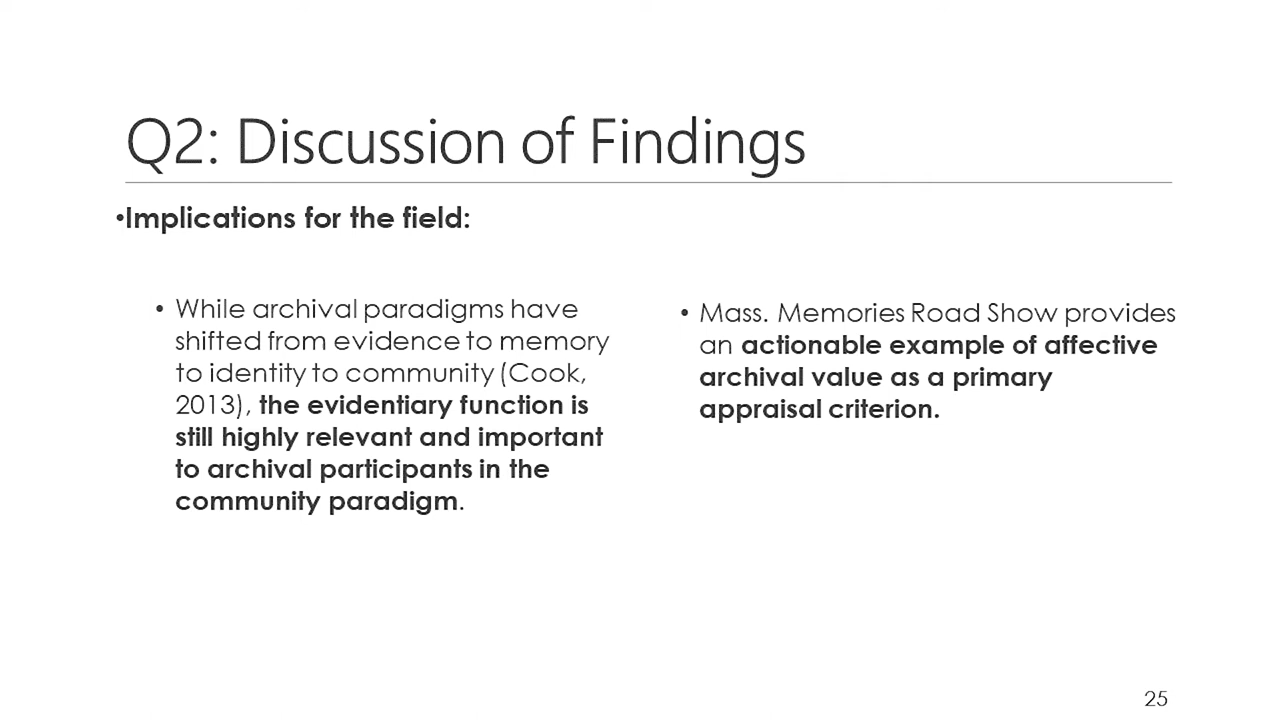 Q2: Discussion of Findings
•Implications for the field:
• While archival paradigms have
shifted from evidence to memory
to identity to community (Cook,
2013), the evidentiary function is
still highly relevant and important
to archival participants in the
community paradigm.
• Mass. Memories Road Show provides
an actionable example of affective
archival value as a primary
appraisal criterion.
25